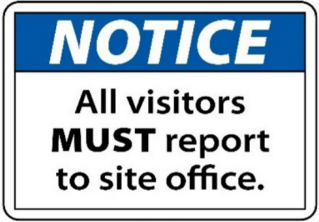 NOTICE
All visitors
MUST report
to site office.